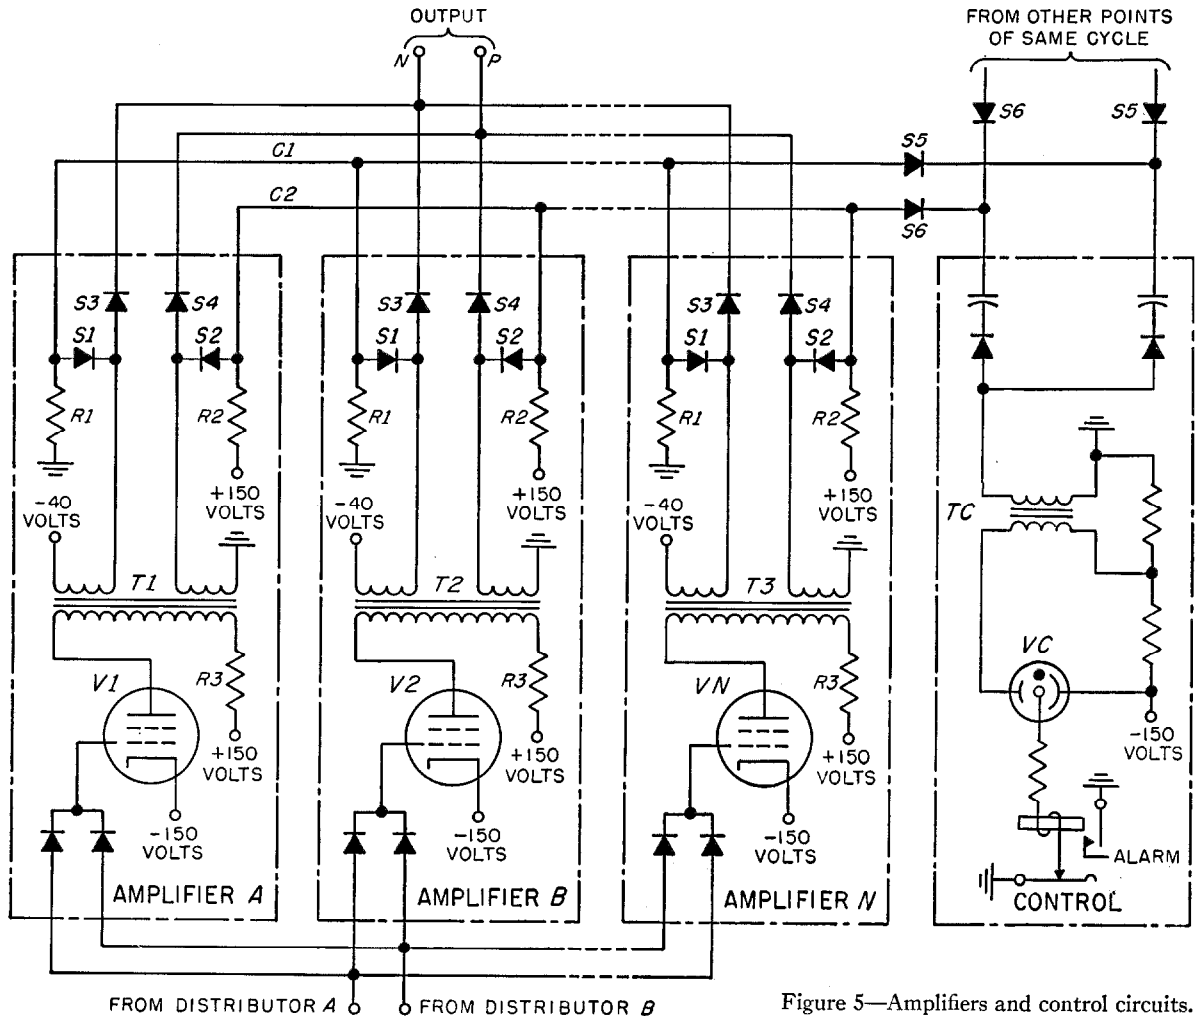 OUTPUT
FROM OTHER POINTS
OF SAME CYCLE
N P
S6 S5
C1 S5
C2
S6
S3 S4 S3 S4 S3 S4
S1 S2 S1 S2 S1 S2
R1 R2 R1 R2 R1 R2
-40
VOLTS
+150
VOLTS
-40
VOLTS
+150
VOLTS
-40
VOLTS
+150
VOLTS
TC
T1 T2 T3
V1 R3 V2 R3 VN R3 VC
+150
VOLTS
+150
VOLTS
+150
VOLTS
-150
VOLTS
-150
VOLTS
-150
VOLTS
-150
VOLTS
ALARM
AMPLIFIER A AMPLIFIER B AMPLIFIER N CONTROL
FROM DISTRIBUTOR A FROM DISTRIBUTOR B
Figure 5—Amplifiers and control circuits.